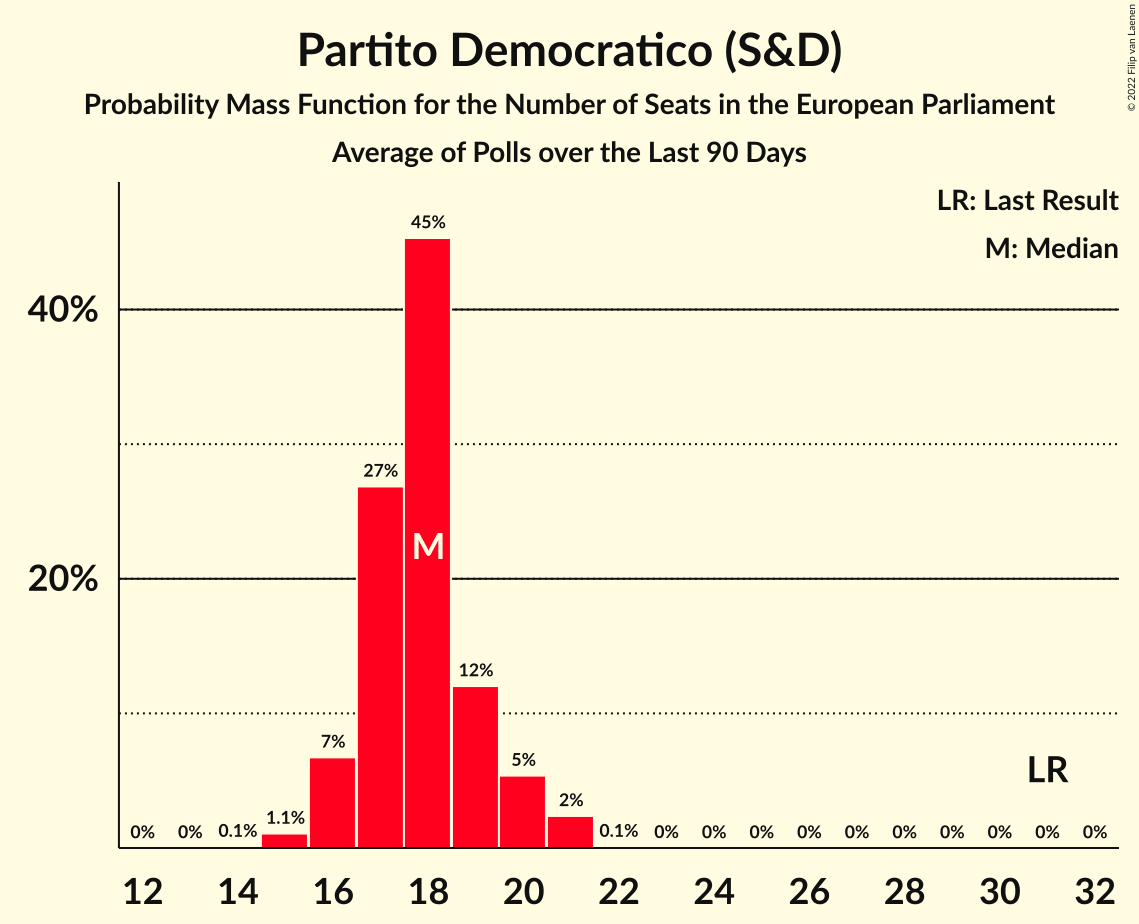 Partito Democratico (S&D)
Probability Mass Function for the Number of Seats in the European Parliament
Average of Polls over the Last 90 Days
© 2022 Filip van Laenen
LR: Last Result
M: Median
40%
20%
0%
0%
0.1%
1.1%
7%
27%
45%
M
12%
5%
2%
0.1%
0%
0%
0%
0%
0%
0%
0%
0%
LR
0%
0%
12 14 16 18 20 22 24 26 28 30 32